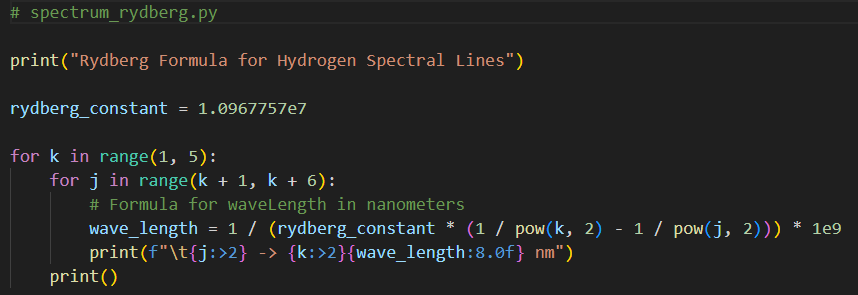 # spectrum_rydberg.py
print("Rydberg Formula for Hydrogen Spectral Lines")
rydberg_constant = 1.0967757e7
for k in range(1, 5):
    for j in range(k + 1, k + 6):
        # Formula for waveLength in nanometers
        wave_length = 1 / (rydberg_constant * (1 / pow(k, 2) - 1 / pow(j, 2))) * 1e9
        print(f"\t{j:>2} -> {k:>2}{wave_length:8.0f} nm")
    print()